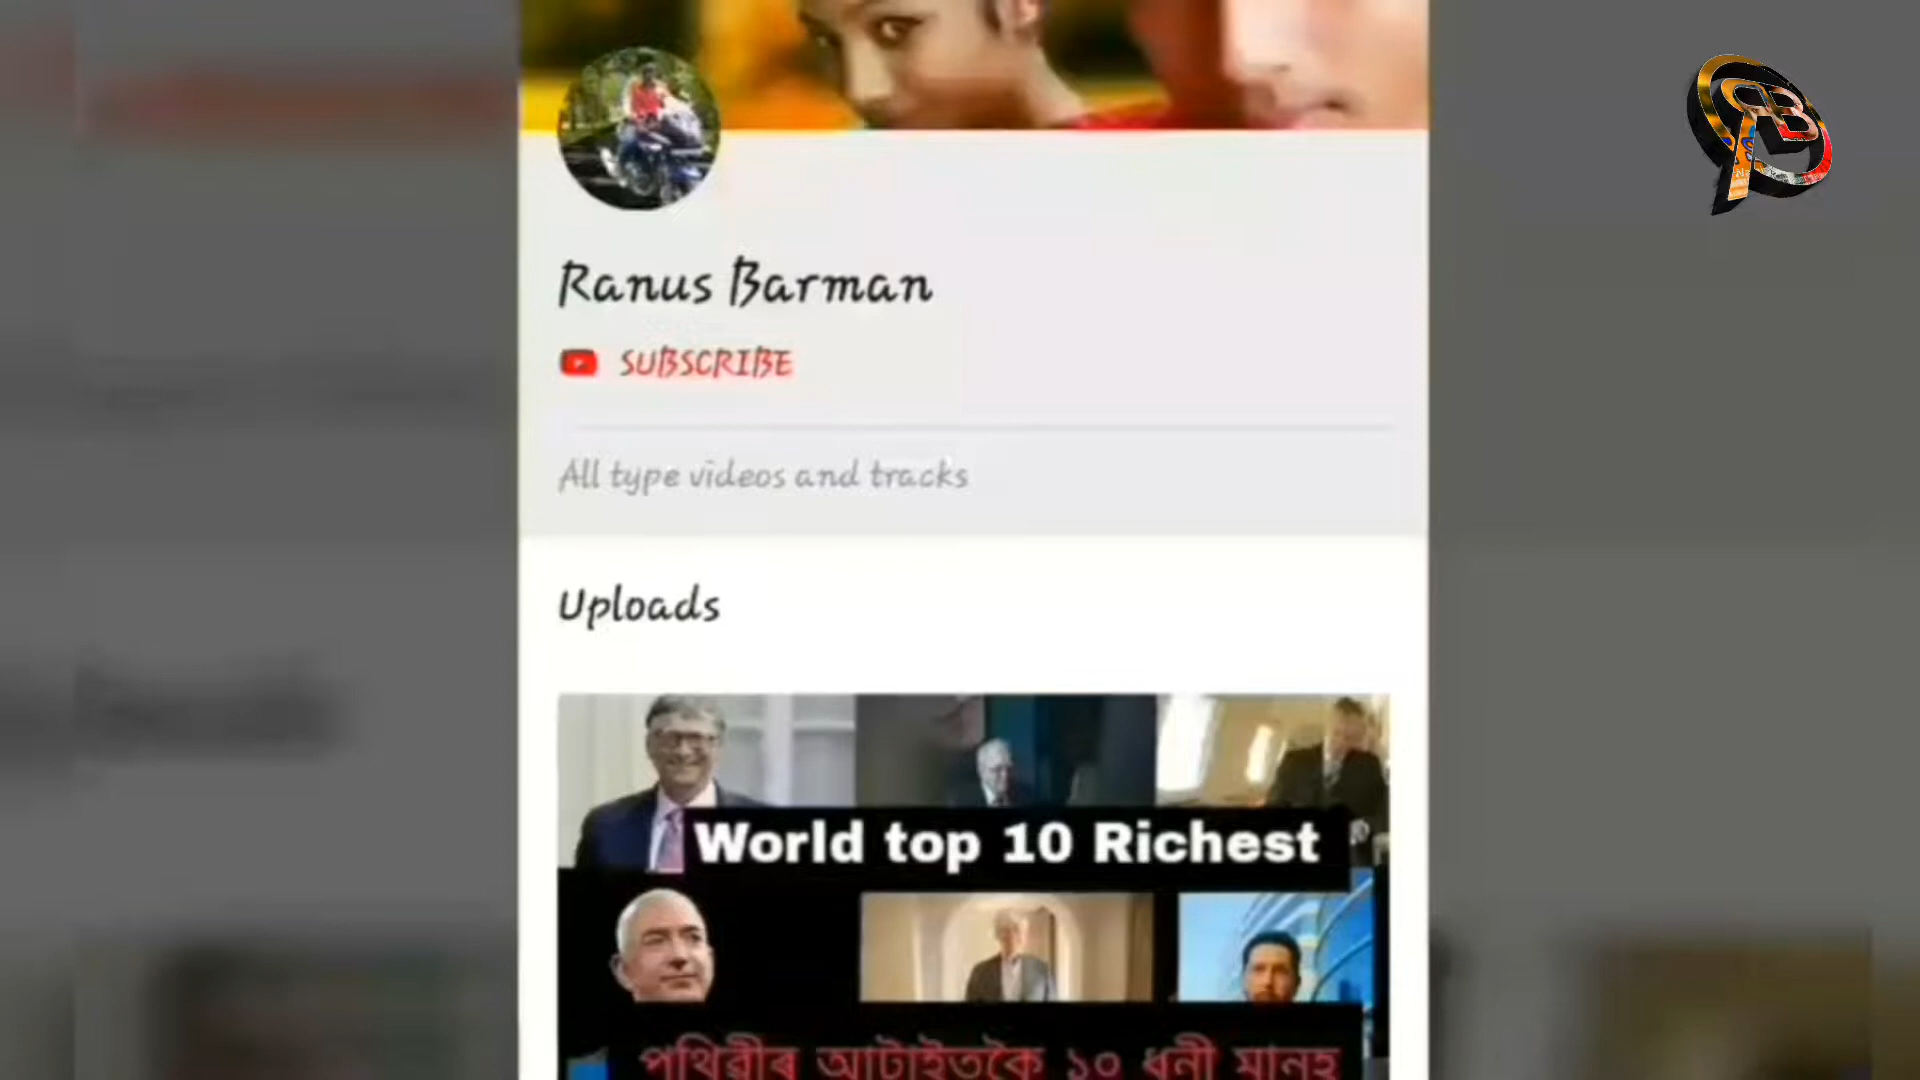 Ranus Barman
SUBSCRIBE
All type videos and tracks
Uploads
World top 10 Richest
পৃথিৱীৰ আটাইতকৈ ১০ ধনী মানুহ